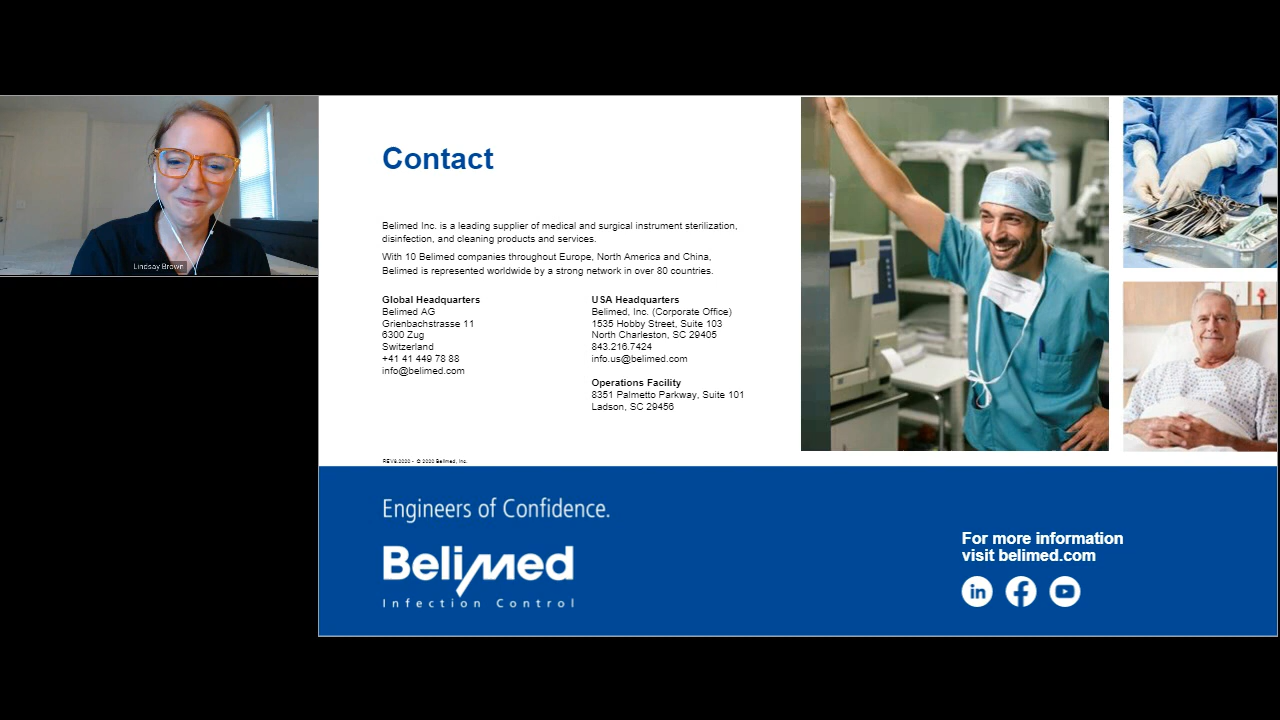 Lindsay Brown
Contact
Belimed Inc. is a leading supplier of medical and surgical instrument sterilization,
disinfection, and cleaning products and services.
With 10 Belimed companies throughout Europe, North America and China,
Belimed is represented worldwide by a strong network in over 80 countries.
Global Headquarters
Belimed AG
Grienbachstrasse 11
6300 Zug
Switzerland
+41 41 449 78 88
info@belimed.com
USA Headquarters
Belimed, Inc. (Corporate Office)
1535 Hobby Street, Suite 103
North Charleston, SC 29405
843.216.7424
info.us@belimed.com
Operations Facility
8351 Palmetto Parkway, Suite 101
Ladson, SC 29456
© 2020 Belimed, Inc.
Engineers of Confidence.
Belimed
Infection Control
For more information
visit belimed.com
in